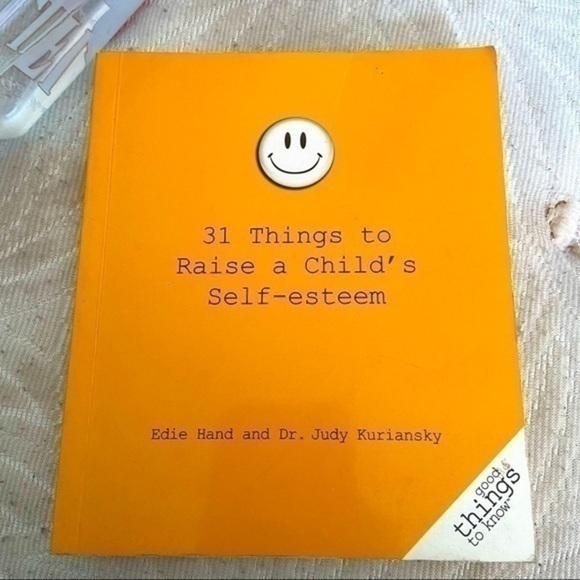 31 Things to
Raise a Child's
Self-esteem
Edie Hand and Dr. Judy Kuriansky
good
things
to know